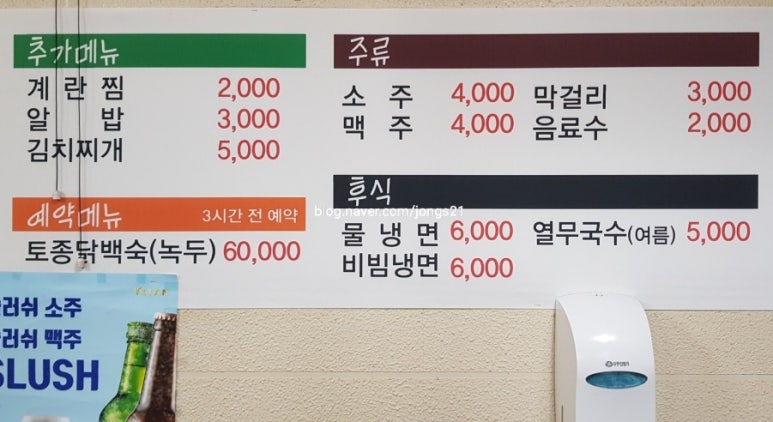 추가메뉴
계란찜 2,000
알밥 3,000
김치찌개 5,000
예약메뉴 3시간 전 예약
토종닭백숙(녹두) 60,000
주류
소주 4,000 막걸리 3,000
맥주 4,000 음료수 2,000
후식
물냉면 6,000 열무국수(여름) 5,000
비빔냉면 6,000
blog.naver.com/jongs21
러쉬 소주
러쉬 맥주
SLUSH